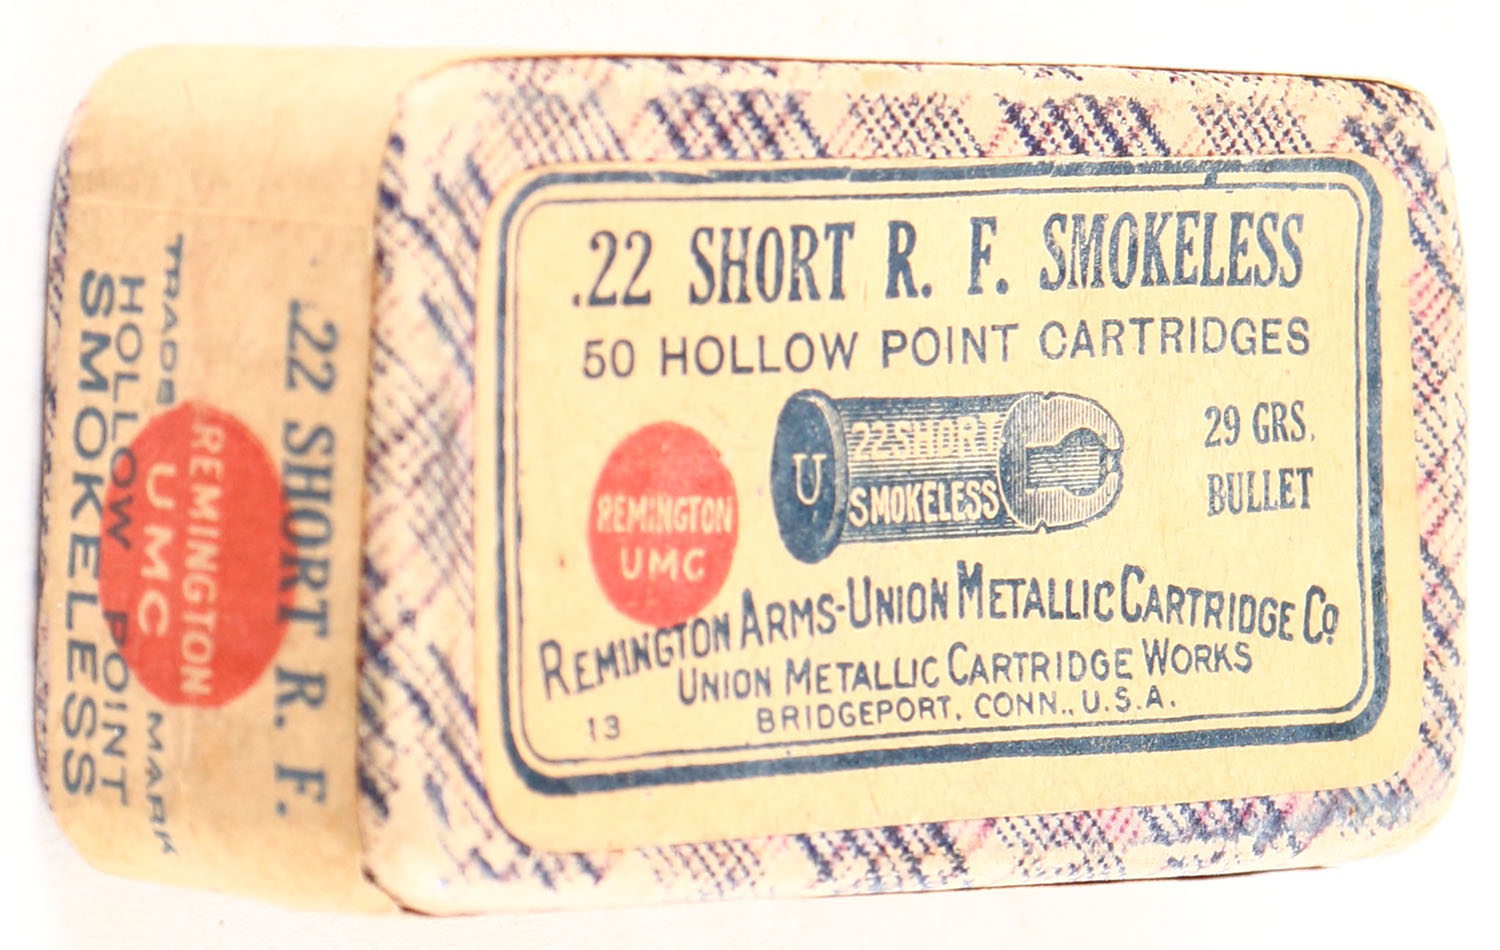 .22 SHORT R. F. SMOKELESS
50 HOLLOW POINT CARTRIDGES
U
22 SHORT
SMOKELESS
29 GRS.
BULLET
REMINGTON
UMC
REMINGTON ARMS-UNION METALLIC CARTRIDGE CO.
UNION METALLIC CARTRIDGE WORKS
BRIDGEPORT, CONN., U.S.A.
13
.22 SHORT R. F.
REMINGTON
UMC
TRADE MARK
HOLLOW POINT
SMOKELESS